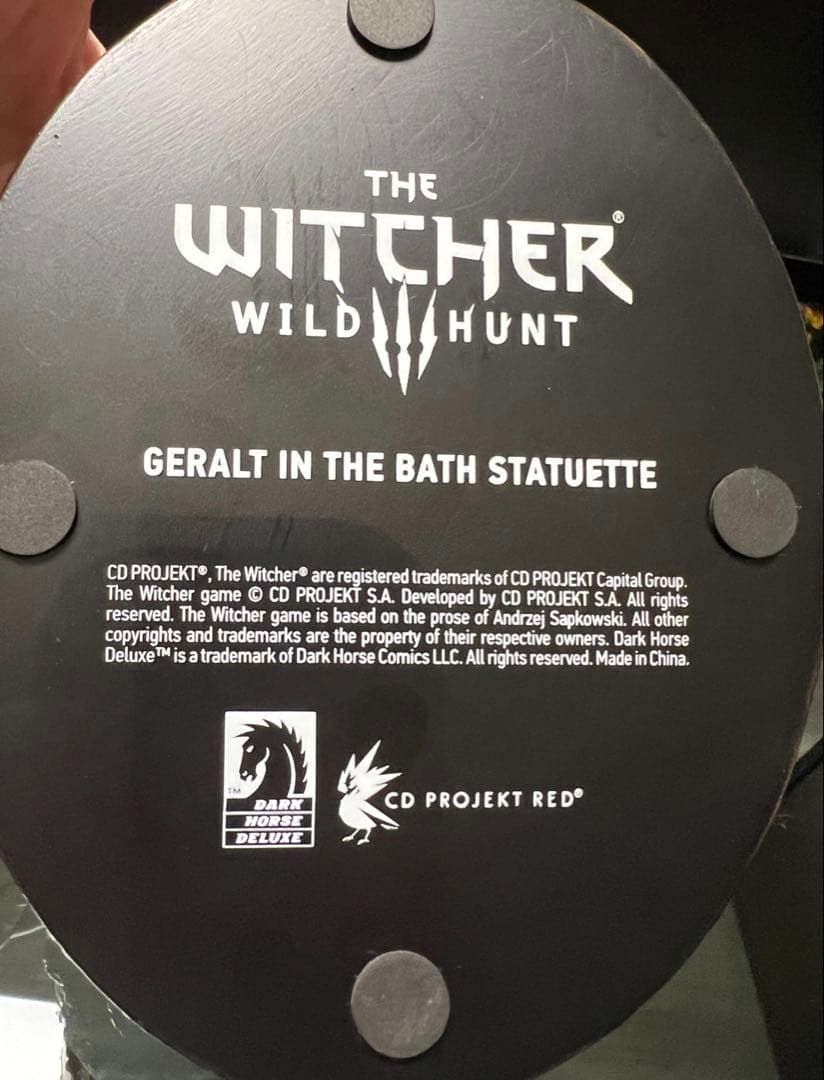 THE
WITCHER®
WILD HUNT
GERALT IN THE BATH STATUETTE
CD PROJEKT®, The Witcher® are registered trademarks of CD PROJEKT Capital Group.
The Witcher game © CD PROJEKT S.A. Developed by CD PROJEKT S.A. All rights
reserved. The Witcher game is based on the prose of Andrzej Sapkowski. All other
copyrights and trademarks are the property of their respective owners. Dark Horse
Deluxe™ is a trademark of Dark Horse Comics LLC. All rights reserved. Made in China.
TM
DARK
HORSE
DELUXE
CD PROJEKT RED®